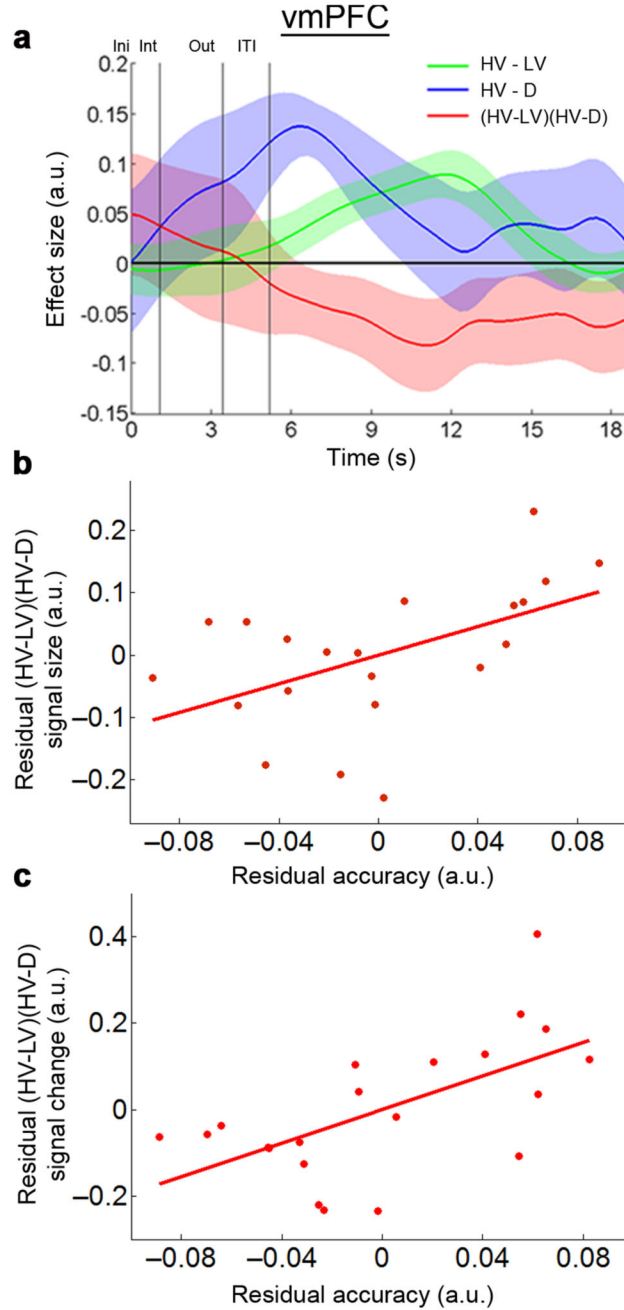 vmPFC
a
Ini Int Out ITI
HV - LV
HV - D
(HV-LV)(HV-D)
Effect size (a.u.)
0.2
0.15
0.1
0.05
0
-0.05
-0.1
-0.15
0 3 6 9 12 15 18
Time (s)
b
Residual (HV-LV)(HV-D)
signal size (a.u.)
0.2
0.1
0
−0.1
−0.2
−0.08 −0.04 0 0.04 0.08
Residual accuracy (a.u.)
c
Residual (HV-LV)(HV-D)
signal change (a.u.)
0.4
0.2
0
−0.2
−0.08 −0.04 0 0.04 0.08
Residual accuracy (a.u.)